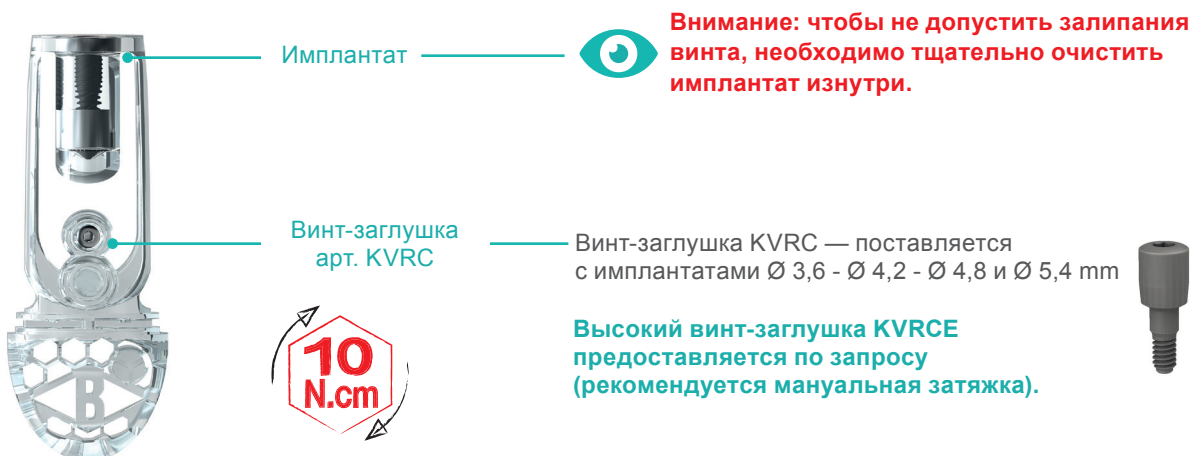 Имплантат
Внимание: чтобы не допустить залипания
винта, необходимо тщательно очистить
имплантат изнутри.
Винт-заглушка
арт. KVRC
Винт-заглушка KVRC — поставляется
с имплантатами Ø 3,6 - Ø 4,2 - Ø 4,8 и Ø 5,4 mm
Высокий винт-заглушка KVRCE
предоставляется по запросу
(рекомендуется мануальная затяжка).
10
N.cm
B